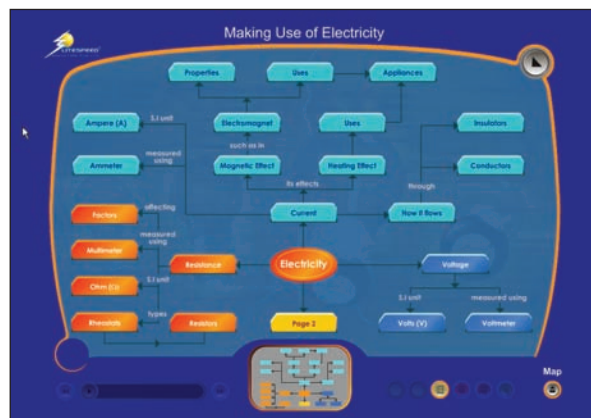 LITESPEED
Making Use of Electricity
Properties
Uses
Appliances
Ampere (A)
S.I unit
Electromagnet
Uses
Insulators
such as in
Ammeter
measured using
Magnetic Effect
Heating Effect
Conductors
its effects
through
Factors
affecting
Current
How it flows
Multimeter
measured using
Resistance
Electricity
Voltage
Ohm (Ω)
S.I unit
S.I unit
measured using
Rheostats
types
Resistors
Page 2
Volts (V)
Voltmeter
Map